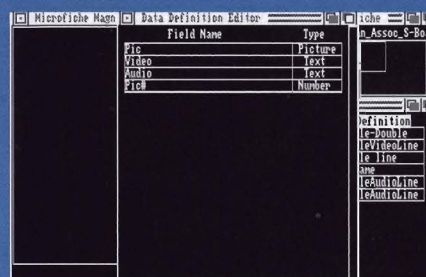 Microfiche Magn
Data Definition Editor
iche
Field Name Type
Pic Picture
Video Text
Audio Text
Pic# Number
n_Assoc_S-Bo
Definition
le-Double
leVideoLine
le line
ame
leAudioLine
leAudioLine